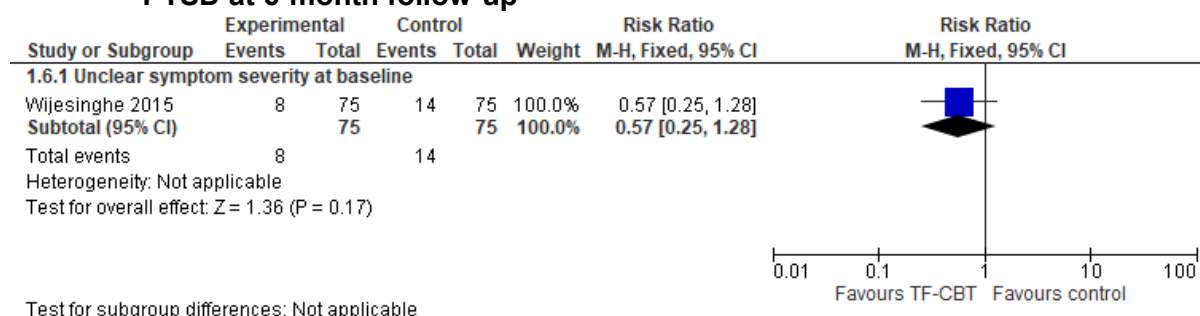 PTSD at 6-month follow-up
Experimental Control Risk Ratio Risk Ratio
Study or Subgroup Events Total Events Total Weight M-H, Fixed, 95% CI M-H, Fixed, 95% CI
1.6.1 Unclear symptom severity at baseline
Wijesinghe 2015 8 75 14 75 100.0% 0.57 [0.25, 1.28]
Subtotal (95% CI) 75 75 100.0% 0.57 [0.25, 1.28]
Total events 8 14
Heterogeneity: Not applicable
Test for overall effect: Z = 1.36 (P = 0.17)
0.01 0.1 1 10 100
Favours TF-CBT Favours control
Test for subgroup differences: Not applicable